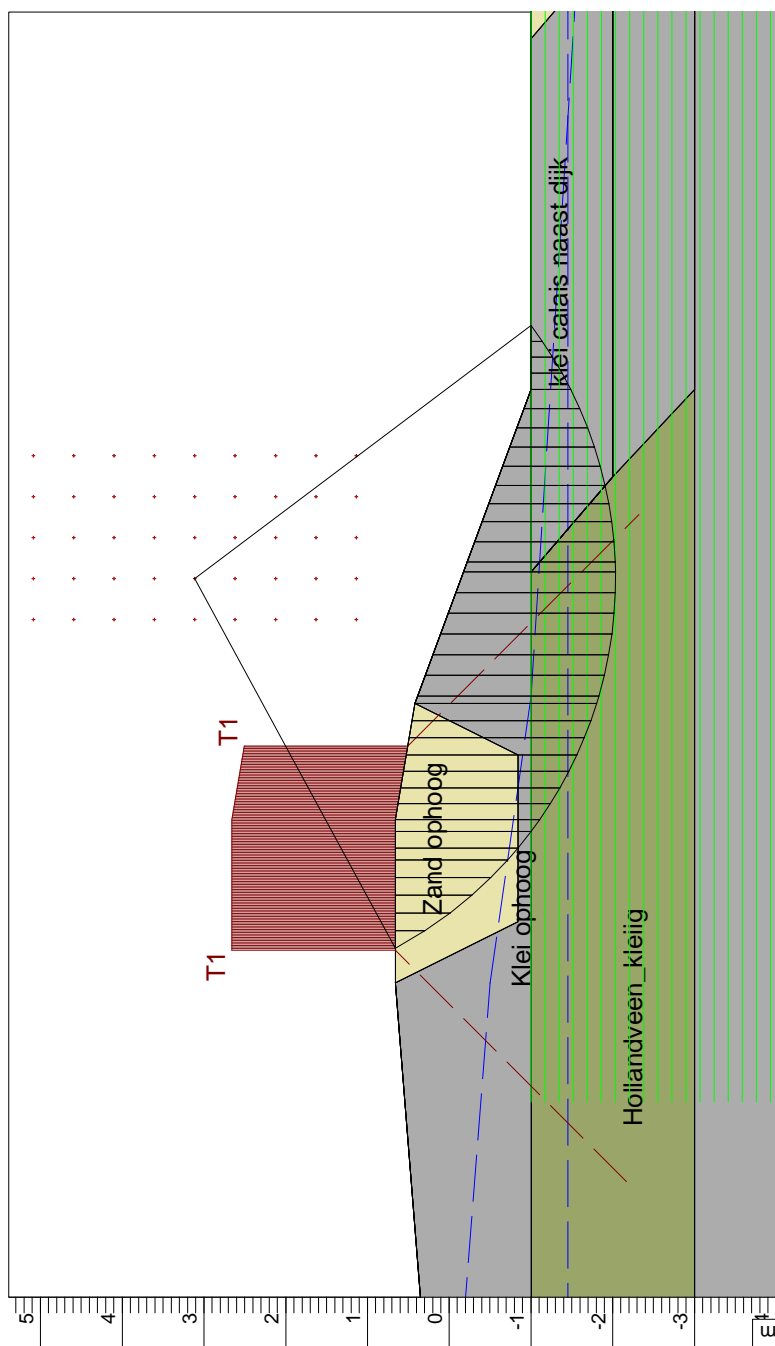 T1
T1
klei calais naast dijk
Zand ophoog
Klei ophoog
Hollandveen_kleiig
5
4
3
2
1
0
-1
-2
-3
m